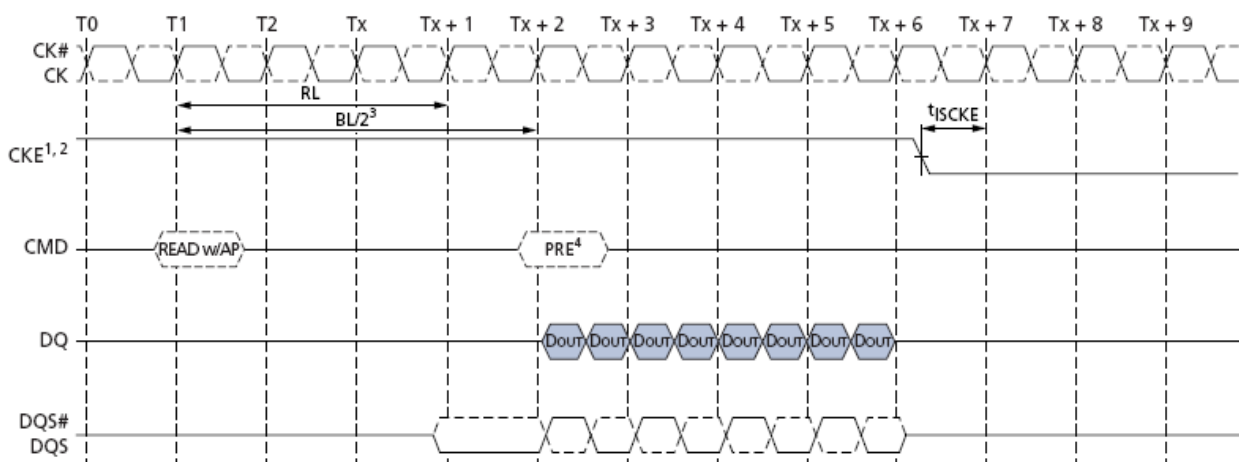 T0 T1 T2 Tx Tx + 1 Tx + 2 Tx + 3 Tx + 4 Tx + 5 Tx + 6 Tx + 7 Tx + 8 Tx + 9
CK#
CK
RL
BL/2³
tISCKE
CKE¹,²
CMD READ w/AP PRE⁴
DQ DOUT DOUT DOUT DOUT DOUT DOUT DOUT DOUT
DQS#
DQS